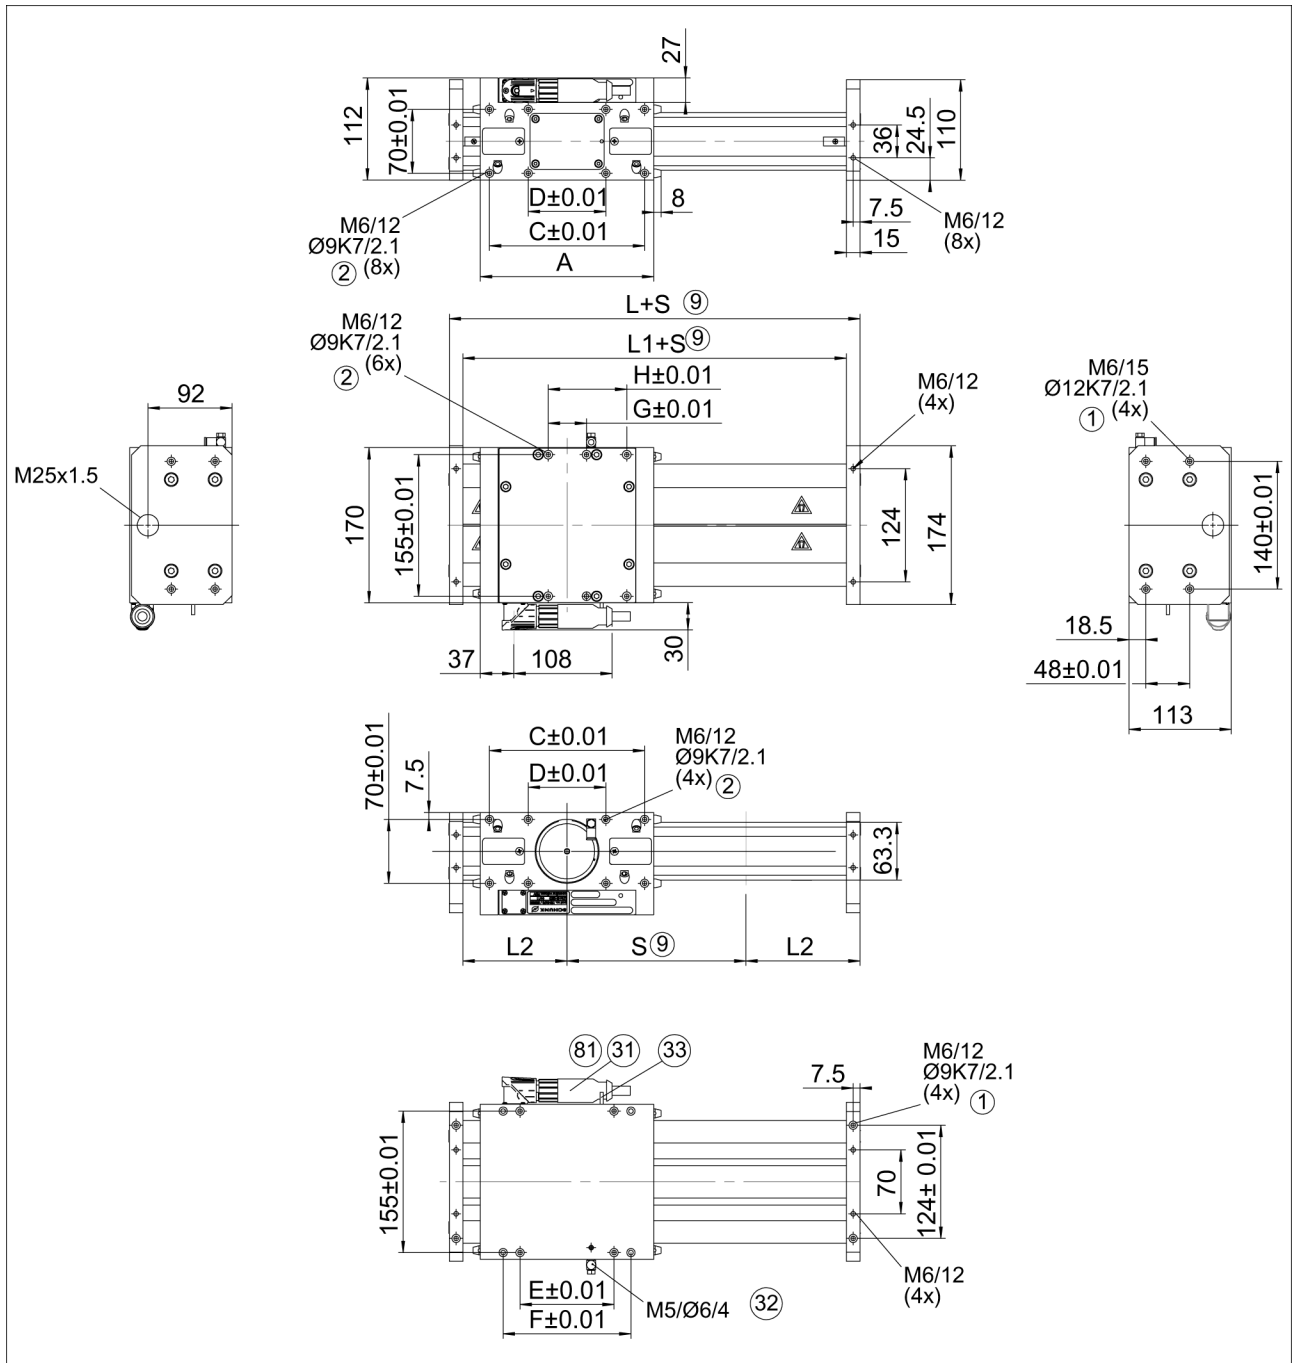 27
112
70±0.01
36
24.5
110
D±0.01
8
C±0.01
A
7.5
15
M6/12
Ø9K7/2.1
② (8x)
M6/12
(8x)
L+S ⑨
L1+S ⑨
M6/12
Ø9K7/2.1
② (6x)
H±0.01
G±0.01
M6/12
(4x)
M6/15
Ø12K7/2.1
① (4x)
92
M25x1.5
170
155±0.01
124
174
140±0.01
37
108
30
18.5
48±0.01
113
70±0.01
7.5
C±0.01
D±0.01
M6/12
Ø9K7/2.1
(4x) ②
63.3
SCHUNK
L2
S ⑨
L2
81
31
33
7.5
M6/12
Ø9K7/2.1
(4x) ①
155±0.01
70
124± 0.01
E±0.01
F±0.01
M5/Ø6/4
32
M6/12
(4x)